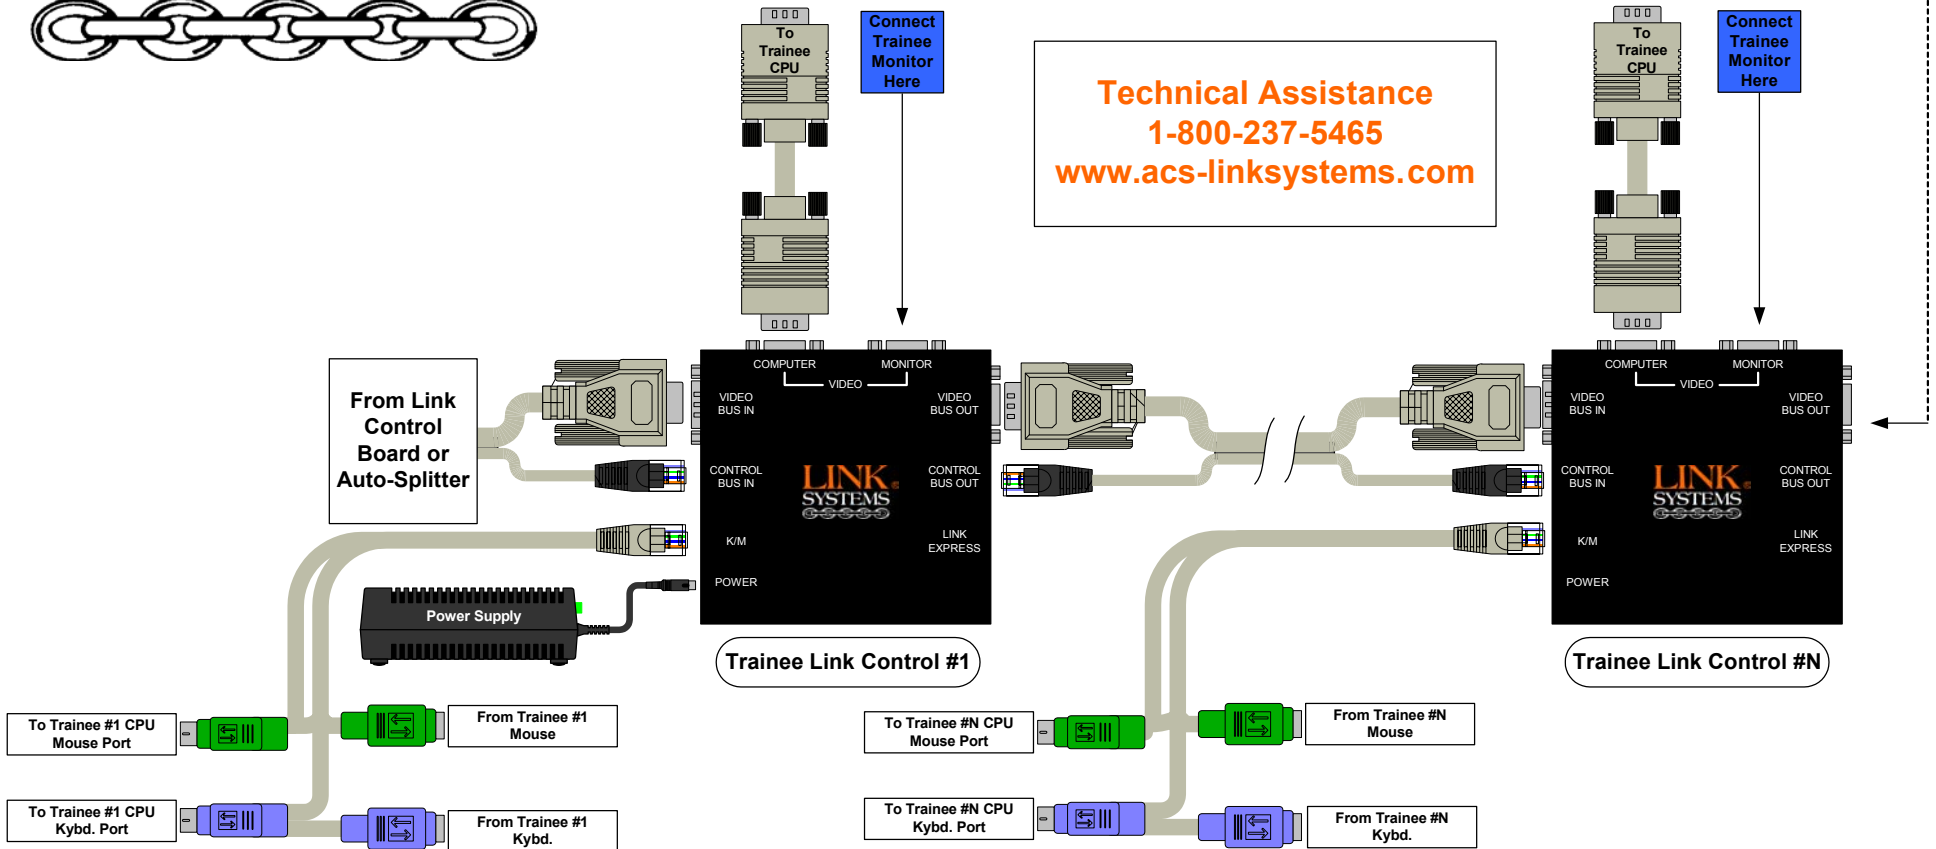 To
Trainee
CPU
Connect
Trainee
Monitor
Here
Technical Assistance
1-800-237-5465
www.acs-linksystems.com
To
Trainee
CPU
Connect
Trainee
Monitor
Here
From Link
Control
Board or
Auto-Splitter
COMPUTER
MONITOR
VIDEO
VIDEO
BUS IN
VIDEO
BUS OUT
CONTROL
BUS IN
LINK®
SYSTEMS
CONTROL
BUS OUT
K/M
LINK
EXPRESS
POWER
Power Supply
Trainee Link Control #1
COMPUTER
MONITOR
VIDEO
VIDEO
BUS IN
VIDEO
BUS OUT
CONTROL
BUS IN
LINK®
SYSTEMS
CONTROL
BUS OUT
K/M
LINK
EXPRESS
POWER
Trainee Link Control #N
To Trainee #1 CPU
Mouse Port
From Trainee #1
Mouse
To Trainee #N CPU
Mouse Port
From Trainee #N
Mouse
To Trainee #1 CPU
Kybd. Port
From Trainee #1
Kybd.
To Trainee #N CPU
Kybd. Port
From Trainee #N
Kybd.